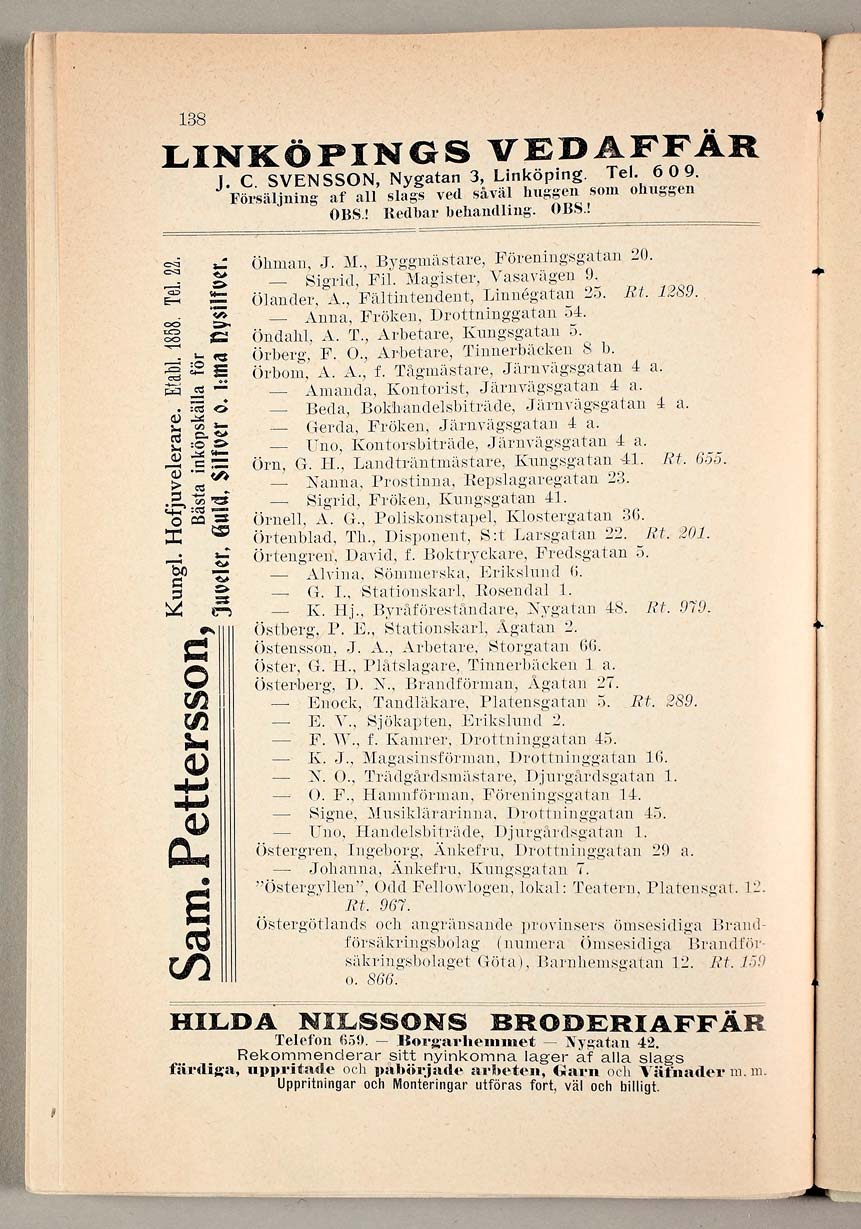 138
LINKÖPINGS VEDAFFÄR
J. C. SVENSSON, Nygatan 3, Linköping. Tel. 609.
Försäljning af all slags ved såväl huggen som ohuggen
OBS.! Redbar behandling. OBS.!
Sam. Pettersson,
Kungl. Hofjuvelerare. Etabl. 1858. Tel. 22.
Bästa inköpskälla för
Juveler, Guld, Silfver o. I:ma Nysilfver.
Öhman, J. M., Byggmästare, Föreningsgatan 20.
— Sigrid, Fil. Magister, Vasavägen 9.
Ölander, A., Fältintendent, Linnégatan 25. Rt. 1289.
— Anna, Fröken, Drottninggatan 54.
Öndahl, A. T., Arbetare, Kungsgatan 5.
Örberg, F. O., Arbetare, Tinnerbäcken 8 b.
Örbom, A. A., f. Tågmästare, Järnvägsgatan 4 a.
— Amanda, Kontorist, Järnvägsgatan 4 a.
— Beda, Bokhandelsbiträde, Järnvägsgatan 4 a.
— Gerda, Fröken, Järnvägsgatan 4 a.
— Uno, Kontorsbiträde, Järnvägsgatan 4 a.
Örn, G. H., Landträntmästare, Kungsgatan 41. Rt. 655.
— Nanna, Prostinna, Repslagaregatan 23.
— Sigrid, Fröken, Kungsgatan 41.
Örnell, A. G., Poliskonstapel, Klostergatan 36.
Örtenblad, Th., Disponent, S:t Larsgatan 22. Rt. 201.
Örtengren, David, f. Boktryckare, Fredsgatan 5.
— Alvina, Sömmerska, Erikslund 6.
— G. I., Stationskarl, Rosendal 1.
— K. Hj., Byråföreståndare, Nygatan 48. Rt. 979.
Östberg, P. E., Stationskarl, Ågatan 2.
Östensson, J. A., Arbetare, Storgatan 66.
Öster, G. H., Plåtslagare, Tinnerbäcken 1 a.
Österberg, D. N., Brandförman, Ågatan 27.
— Enock, Tandläkare, Platensgatan 5. Rt. 289.
— E. V., Sjökapten, Erikslund 2.
— F. W., f. Kamrer, Drottninggatan 45.
— K. J., Magasinsförman, Drottninggatan 16.
— N. O., Trädgårdsmästare, Djurgårdsgatan 1.
— O. F., Hamnförman, Föreningsgatan 14.
— Signe, Musiklärarinna, Drottninggatan 45.
— Uno, Handelsbiträde, Djurgårdsgatan 1.
Östergren, Ingeborg, Änkefru, Drottninggatan 29 a.
— Johanna, Änkefru, Kungsgatan 7.
"Östergyllen", Odd Fellowlogen, lokal: Teatern, Platensgat. 12.
Rt. 967.
Östergötlands och angränsande provinsers ömsesidiga Brand-
försäkringsbolag (numera Ömsesidiga Brandför-
säkringsbolaget Göta), Barnhemsgatan 12. Rt. 159
o. 866.
HILDA NILSSONS BRODERIAFFÄR
Telefon 659. — Borgarhemmet — Nygatan 42.
Rekommenderar sitt nyinkomna lager af alla slags
färdiga, uppritade och påbörjade arbeten, Garn och Väfnader m. m.
Uppritningar och Monteringar utföras fort, väl och billigt.